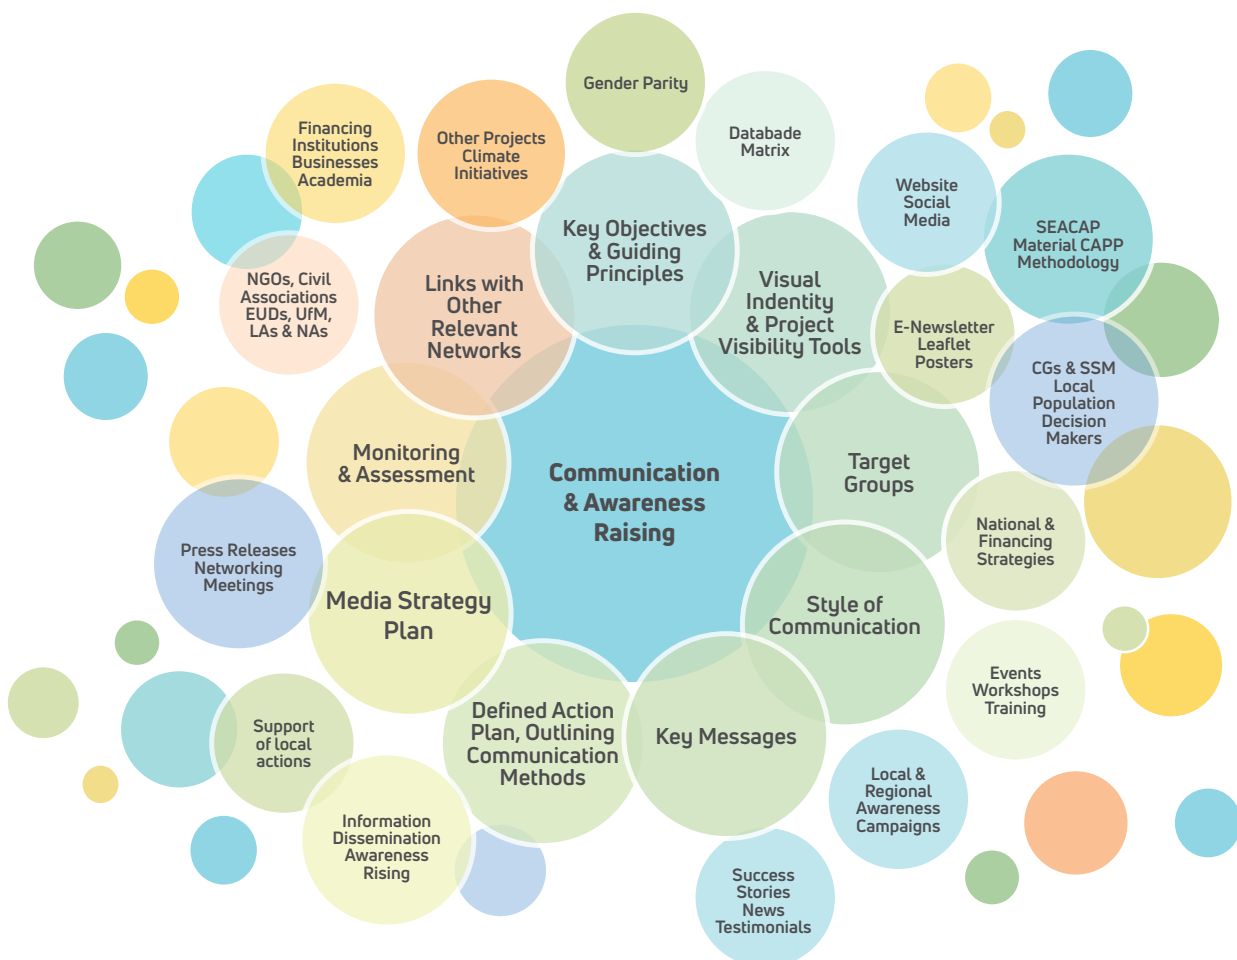 Gender Parity
Financing
Institutions
Businesses
Academia
Other Projects
Climate
Initiatives
Databade
Matrix
Website
Social
Media
SEACAP
Material CAPP
Methodology
Key Objectives
& Guiding
Principles
NGOs, Civil
Associations
EUDs, UfM,
LAs & NAs
Links with
Other
Relevant
Networks
Visual
Indentity
& Project
Visibility Tools
E-Newsletter
Leaflet
Posters
CGs & SSM
Local
Population
Decision
Makers
Monitoring
& Assessment
Communication
& Awareness
Raising
Target
Groups
National &
Financing
Strategies
Press Releases
Networking
Meetings
Media Strategy
Plan
Style of
Communication
Events
Workshops
Training
Support
of local
actions
Defined Action
Plan, Outlining
Communication
Methods
Key Messages
Local &
Regional
Awareness
Campaigns
Information
Dissemination
Awareness
Rising
Success
Stories
News
Testimonials